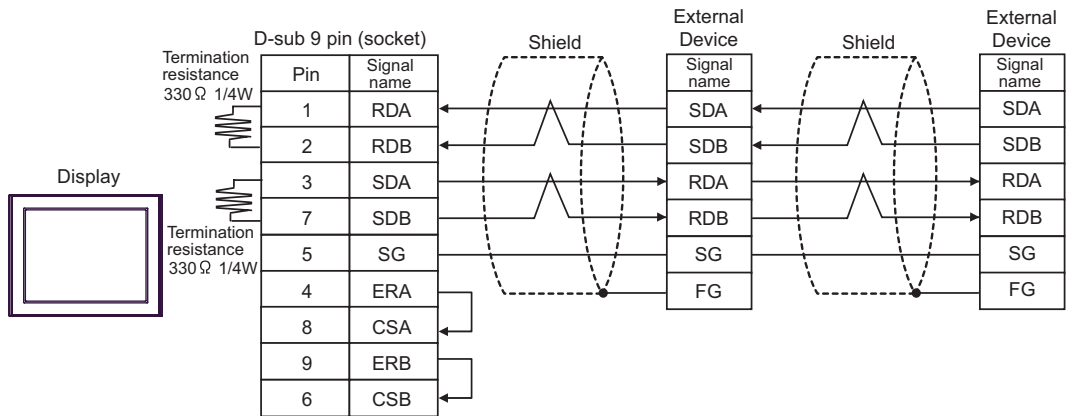 D-sub 9 pin (socket)
Shield
External
Device
Shield
External
Device
Termination
resistance
330 Ω 1/4W
Pin
Signal
name
Signal
name
Signal
name
1 RDA SDA SDA
2 RDB SDB SDB
Display
3 SDA RDA RDA
7 SDB RDB RDB
Termination
resistance
330 Ω 1/4W
5 SG SG SG
4 ERA FG FG
8 CSA
9 ERB
6 CSB